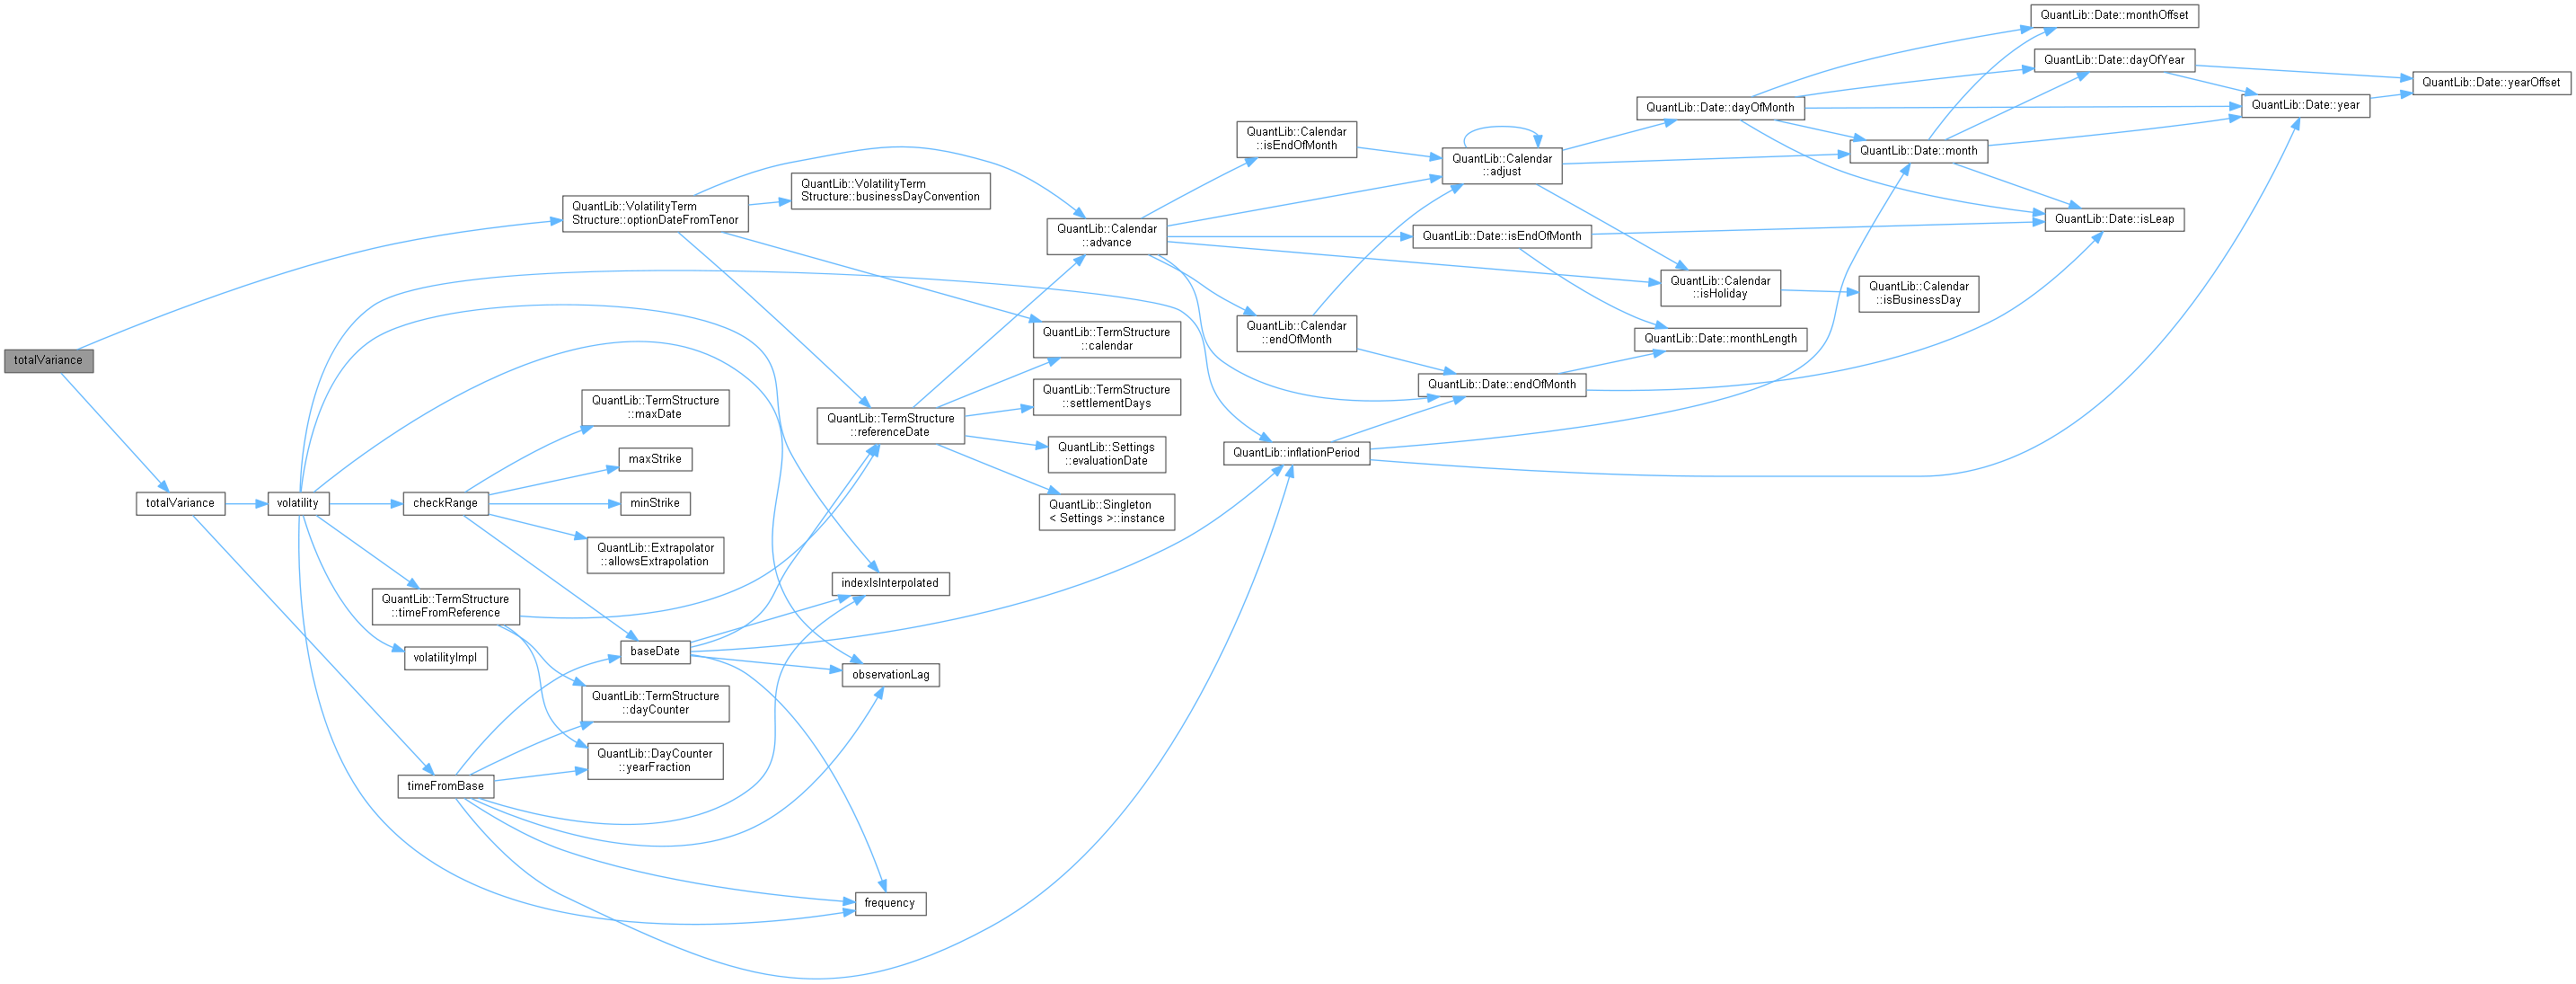 totalVariance
totalVariance
QuantLib::VolatilityTerm
Structure::optionDateFromTenor
volatility
QuantLib::VolatilityTerm
Structure::businessDayConvention
QuantLib::Calendar
::advance
QuantLib::TermStructure
::calendar
QuantLib::TermStructure
::referenceDate
QuantLib::TermStructure
::settlementDays
QuantLib::Settings
::evaluationDate
QuantLib::Singleton
< Settings >::instance
checkRange
QuantLib::TermStructure
::maxDate
maxStrike
minStrike
QuantLib::Extrapolator
::allowsExtrapolation
QuantLib::TermStructure
::timeFromReference
volatilityImpl
baseDate
QuantLib::TermStructure
::dayCounter
QuantLib::DayCounter
::yearFraction
timeFromBase
indexIsInterpolated
observationLag
frequency
QuantLib::Calendar
::isEndOfMonth
QuantLib::Calendar
::endOfMonth
QuantLib::inflationPeriod
QuantLib::Calendar
::adjust
QuantLib::Date::isEndOfMonth
QuantLib::Date::endOfMonth
QuantLib::Date::dayOfMonth
QuantLib::Calendar
::isHoliday
QuantLib::Date::monthLength
QuantLib::Date::month
QuantLib::Calendar
::isBusinessDay
QuantLib::Date::monthOffset
QuantLib::Date::dayOfYear
QuantLib::Date::isLeap
QuantLib::Date::year
QuantLib::Date::yearOffset